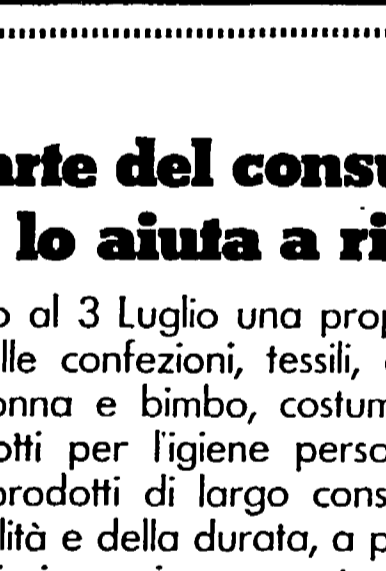 arte del consu
lo aiuta a ri
o al 3 Luglio una prop
lle confezioni, tessili,
onna e bimbo, costum
otti per l'igiene perso
prodotti di largo cons
lità e della durata, a p